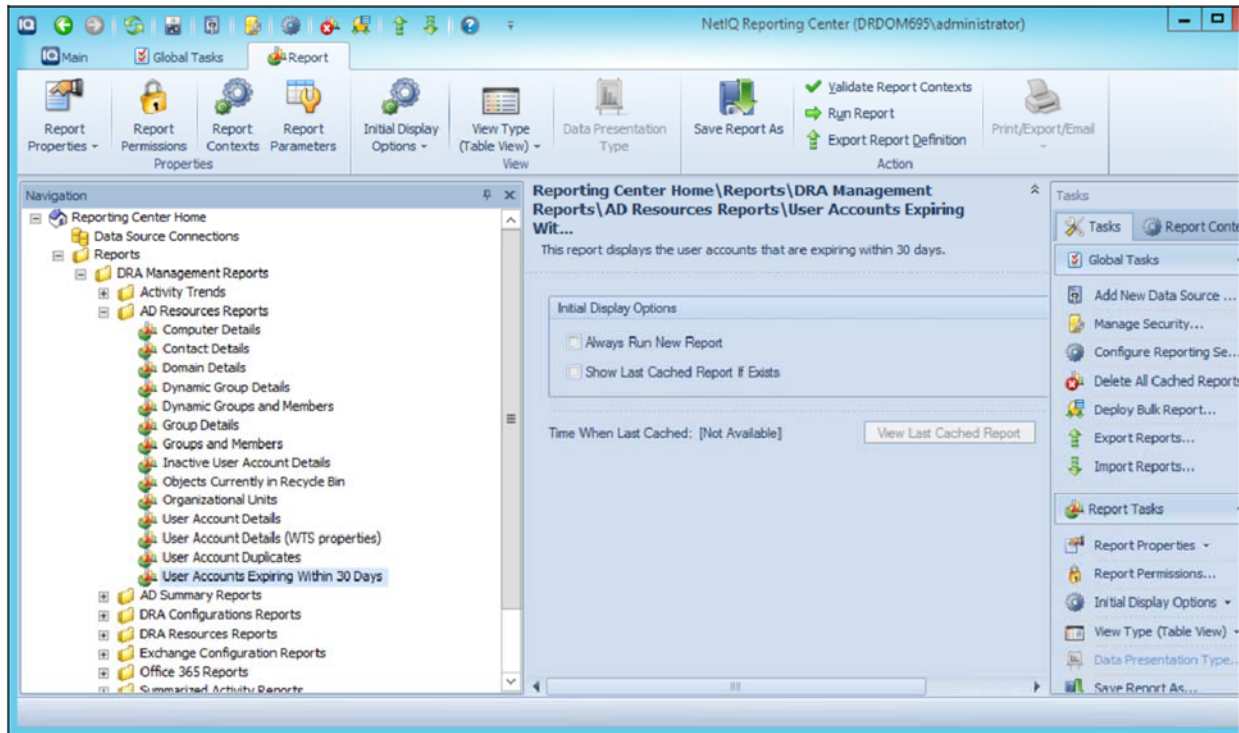 NetIQ Reporting Center (DRDOM695\administrator)
Main
Global Tasks
Report
Report Properties
Report Permissions
Report Contexts
Report Parameters
Properties
Initial Display Options
View Type (Table View)
Data Presentation Type
View
Save Report As
Validate Report Contexts
Run Report
Export Report Definition
Action
Print/Export/Email
Navigation
Reporting Center Home
Data Source Connections
Reports
DRA Management Reports
Activity Trends
AD Resources Reports
Computer Details
Contact Details
Domain Details
Dynamic Group Details
Dynamic Groups and Members
Group Details
Groups and Members
Inactive User Account Details
Objects Currently in Recycle Bin
Organizational Units
User Account Details
User Account Details (WTS properties)
User Account Duplicates
User Accounts Expiring Within 30 Days
AD Summary Reports
DRA Configurations Reports
DRA Resources Reports
Exchange Configuration Reports
Office 365 Reports
Summarized Activity Reports
Reporting Center Home\Reports\DRA Management
Reports\AD Resources Reports\User Accounts Expiring
Wit...
This report displays the user accounts that are expiring within 30 days.
Initial Display Options
Always Run New Report
Show Last Cached Report If Exists
Time When Last Cached: [Not Available]
View Last Cached Report
Tasks
Tasks
Report Conte
Global Tasks
Add New Data Source ...
Manage Security...
Configure Reporting Se...
Delete All Cached Reports
Deploy Bulk Report...
Export Reports...
Import Reports...
Report Tasks
Report Properties
Report Permissions...
Initial Display Options
View Type (Table View)
Data Presentation Type...
Save Report As...